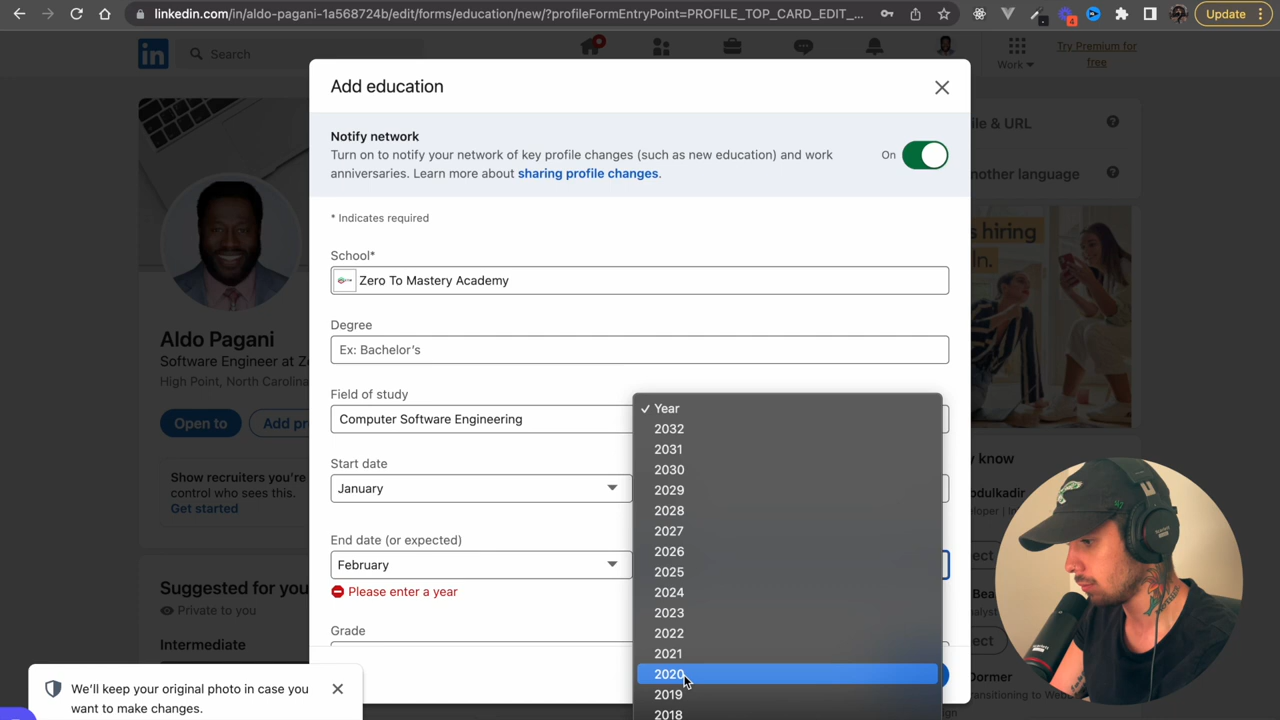 linkedin.com/in/aldo-pagani-1a568724b/edit/forms/education/new/?profileFormEntryPoint=PROFILE_TOP_CARD_EDIT_...
4
Update
in
Search
Work
Try Premium for
free
Add education
Notify network
Turn on to notify your network of key profile changes (such as new education) and work
anniversaries. Learn more about sharing profile changes.
On
* Indicates required
School*
Zero To Mastery Academy
Degree
Ex: Bachelor's
Field of study
Computer Software Engineering
Start date
January
End date (or expected)
February
Please enter a year
Grade
✓ Year
2032
2031
2030
2029
2028
2027
2026
2025
2024
2023
2022
2021
2020
2019
2018
Aldo Pagani
Software Engineer at Ze
High Point, North Carolina
Open to
Add pr
Show recruiters you're
control who sees this.
Get started
Suggested for
Private to you
Intermediate
We'll keep your original photo in case you
want to make changes.
le & URL
nother language
s hiring
In.
y know
bdulkadir
eloper | In
ect
Bea
alyst
ect
Dormer
nsitioning to Web